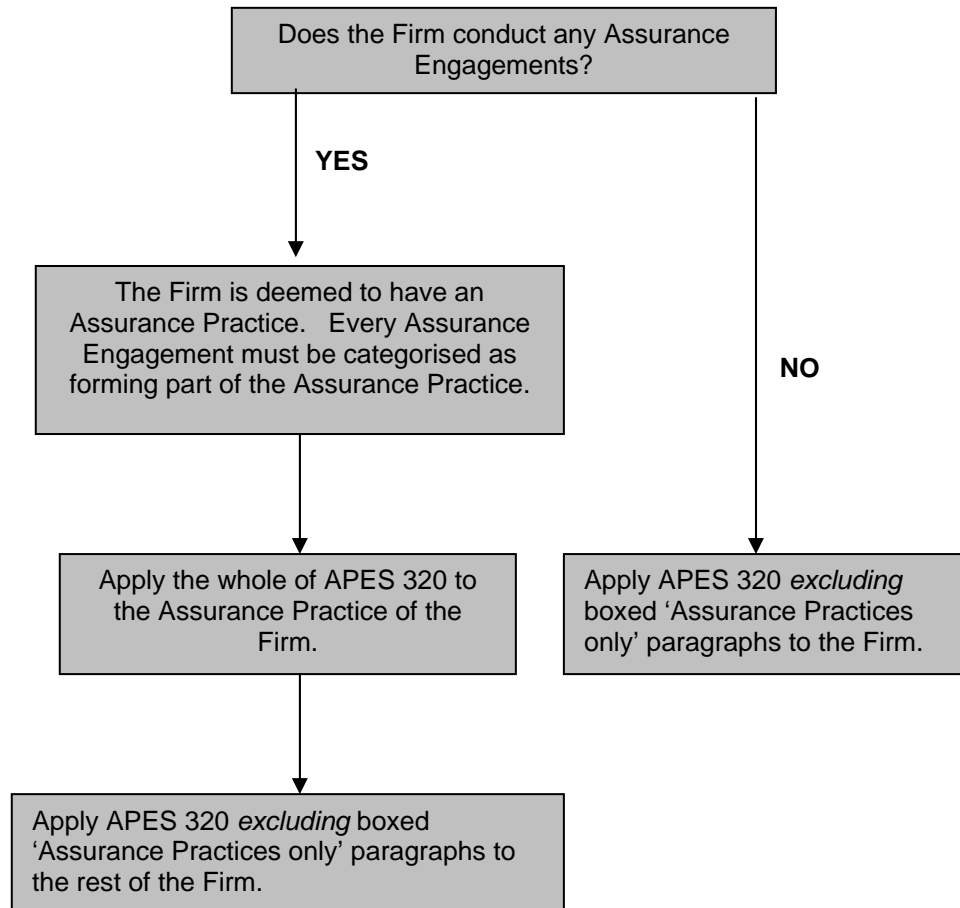 Does the Firm conduct any Assurance
Engagements?
YES
The Firm is deemed to have an
Assurance Practice.   Every Assurance
Engagement must be categorised as
forming part of the Assurance Practice.
NO
Apply the whole of APES 320 to
the Assurance Practice of the
Firm.
Apply APES 320 excluding
boxed ‘Assurance Practices
only’ paragraphs to the Firm.
Apply APES 320 excluding boxed
‘Assurance Practices only’ paragraphs to
the rest of the Firm.